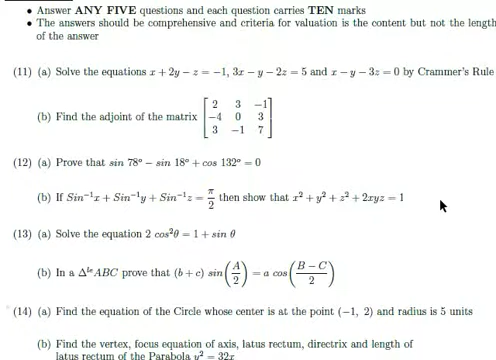 • Answer ANY FIVE questions and each question carries TEN marks
• The answers should be comprehensive and criteria for valuation is the content but not the length
of the answer
(11) (a) Solve the equations x + 2y − z = −1, 3x − y − 2z = 5 and x − y − 3z = 0 by Crammer's Rule
(b) Find the adjoint of the matrix [2 3 −1
−4 0 3
3 −1 7]
(12) (a) Prove that sin 78° − sin 18° + cos 132° = 0
(b) If Sin⁻¹x + Sin⁻¹y + Sin⁻¹z = π/2 then show that x² + y² + z² + 2xyz = 1
(13) (a) Solve the equation 2 cos²θ = 1 + sin θ
(b) In a Δˡᵉ ABC prove that (b + c) sin(A/2) = a cos((B − C)/2)
(14) (a) Find the equation of the Circle whose center is at the point (−1, 2) and radius is 5 units
(b) Find the vertex, focus equation of axis, latus rectum, directrix and length of
latus rectum of the Parabola y² = 32x